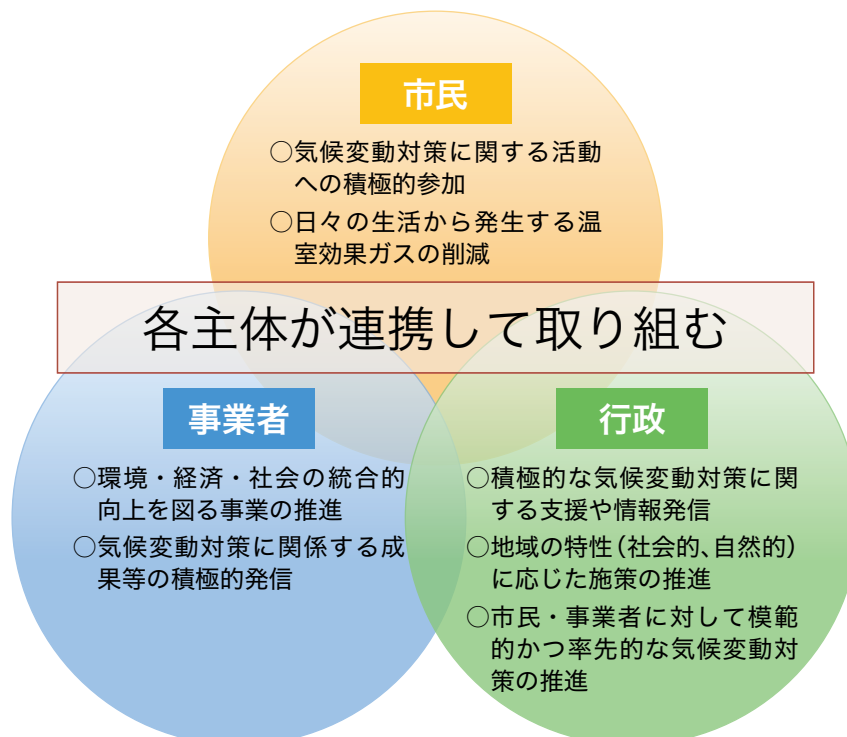 市民
○気候変動対策に関する活動
への積極的参加
○日々の生活から発生する温
室効果ガスの削減
各主体が連携して取り組む
事業者
○環境・経済・社会の統合的
向上を図る事業の推進
○気候変動対策に関係する成
果等の積極的発信
行政
○積極的な気候変動対策に関
する支援や情報発信
○地域の特性(社会的、自然的)
に応じた施策の推進
○市民・事業者に対して模範
的かつ率先的な気候変動対
策の推進